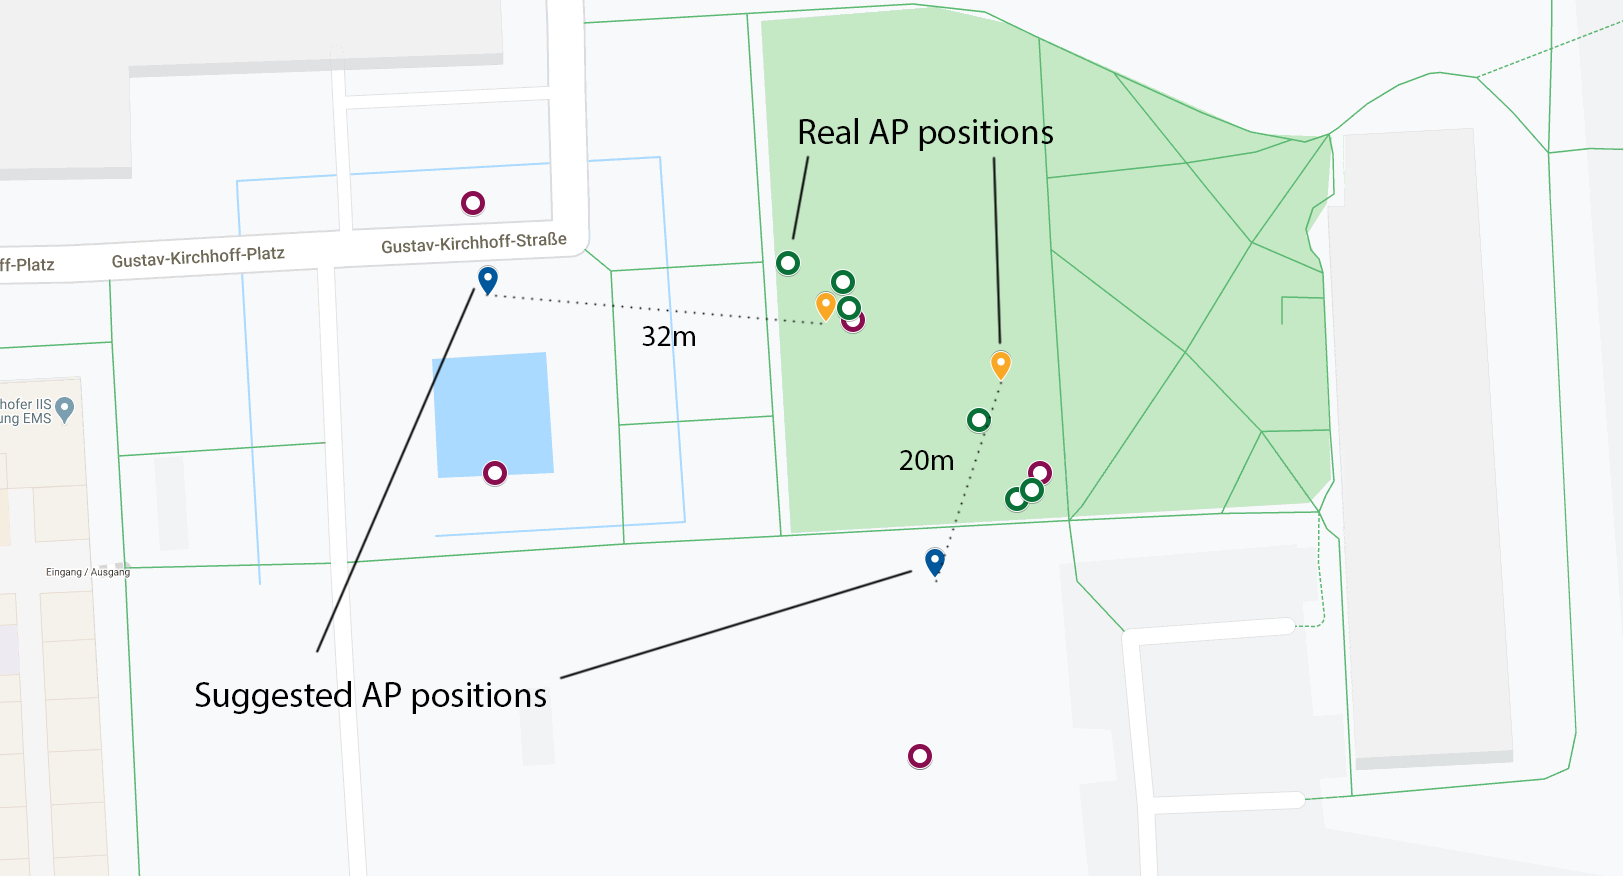 Real AP positions
ff-Platz
Gustav-Kirchhoff-Platz
Gustav-Kirchhoff-Straße
32m
hofer IIS
ung EMS
20m
Eingang / Ausgang
Suggested AP positions